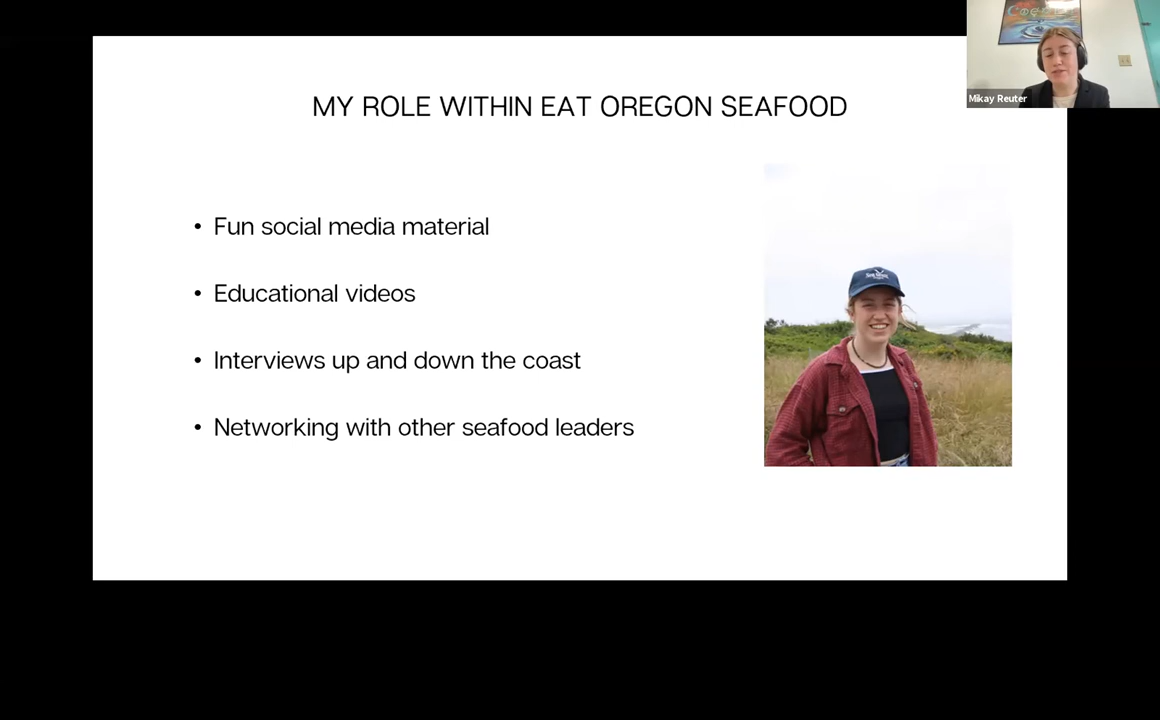 MY ROLE WITHIN EAT OREGON SEAFOOD
• Fun social media material
• Educational videos
• Interviews up and down the coast
• Networking with other seafood leaders
Mikay Reuter